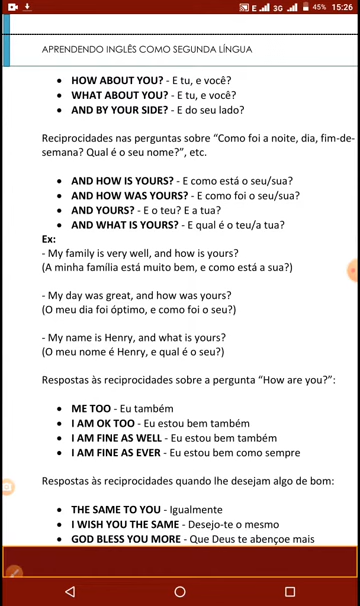 E 3G 45% 15:26
APRENDENDO INGLÊS COMO SEGUNDA LÍNGUA
• HOW ABOUT YOU? - E tu, e você?
• WHAT ABOUT YOU? - E tu, e você?
• AND BY YOUR SIDE? - E do seu lado?
Reciprocidades nas perguntas sobre “Como foi a noite, dia, fim-de-
semana? Qual é o seu nome?”, etc.
• AND HOW IS YOURS? - E como está o seu/sua?
• AND HOW WAS YOURS? - E como foi o seu/sua?
• AND YOURS? - E o teu? E a tua?
• AND WHAT IS YOURS? - E qual é o teu/a tua?
Ex:
- My family is very well, and how is yours?
(A minha família está muito bem, e como está a sua?)
- My day was great, and how was yours?
(O meu dia foi óptimo, e como foi o seu?)
- My name is Henry, and what is yours?
(O meu nome é Henry, e qual é o seu?)
Respostas às reciprocidades sobre a pergunta “How are you?”:
• ME TOO - Eu também
• I AM OK TOO - Eu estou bem também
• I AM FINE AS WELL - Eu estou bem também
• I AM FINE AS EVER - Eu estou bem como sempre
Respostas às reciprocidades quando lhe desejam algo de bom:
• THE SAME TO YOU - Igualmente
• I WISH YOU THE SAME - Desejo-te o mesmo
• GOD BLESS YOU MORE - Que Deus te abençoe mais